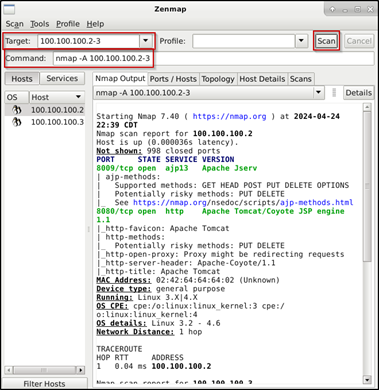 Zenmap
Scan Tools Profile Help
Target: 100.100.100.2-3 Profile: Scan Cancel
Command: nmap -A 100.100.100.2-3
Hosts Services
OS Host
100.100.100.2
100.100.100.3
Filter Hosts
Nmap Output Ports / Hosts Topology Host Details Scans
nmap -A 100.100.100.2-3 Details
Starting Nmap 7.40 ( https://nmap.org ) at 2024-04-24
22:39 CDT
Nmap scan report for 100.100.100.2
Host is up (0.000036s latency).
Not shown: 998 closed ports
PORT STATE SERVICE VERSION
8009/tcp open ajp13 Apache Jserv
| ajp-methods:
| Supported methods: GET HEAD POST PUT DELETE OPTIONS
| Potentially risky methods: PUT DELETE
|_ See https://nmap.org/nsedoc/scripts/ajp-methods.html
8080/tcp open http Apache Tomcat/Coyote JSP engine
1.1
|_http-favicon: Apache Tomcat
| http-methods:
|_ Potentially risky methods: PUT DELETE
|_http-open-proxy: Proxy might be redirecting requests
|_http-server-header: Apache-Coyote/1.1
|_http-title: Apache Tomcat
MAC Address: 02:42:64:64:64:02 (Unknown)
Device type: general purpose
Running: Linux 3.X|4.X
OS CPE: cpe:/o:linux:linux_kernel:3 cpe:/
o:linux:linux_kernel:4
OS details: Linux 3.2 - 4.6
Network Distance: 1 hop
TRACEROUTE
HOP RTT ADDRESS
1 0.04 ms 100.100.100.2
Nmap scan report for 100.100.100.3